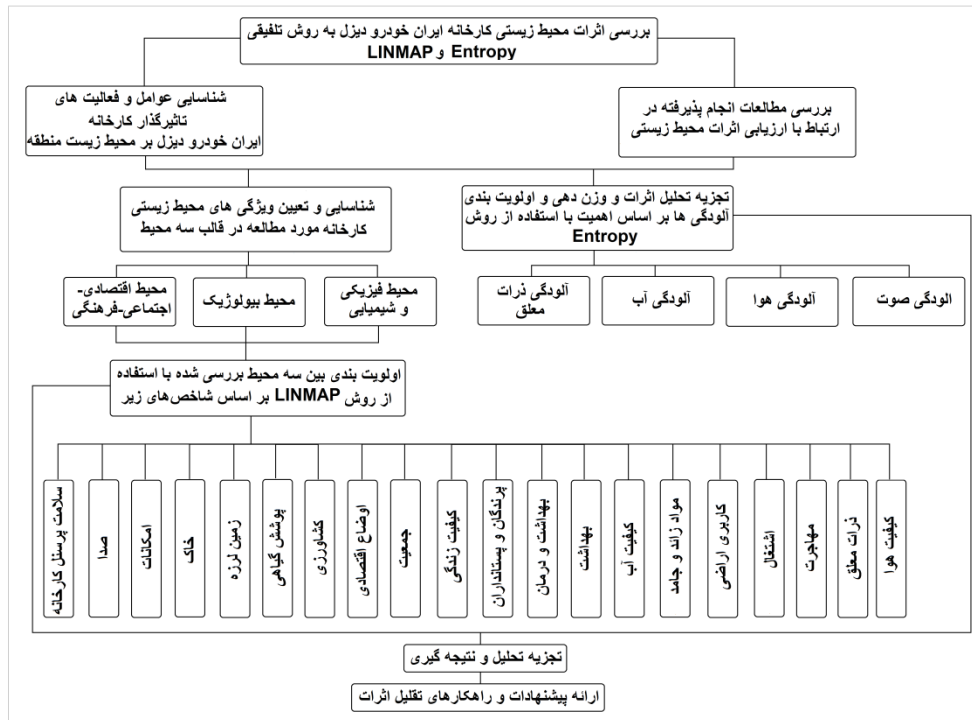 بررسی اثرات محیط زیستی کارخانه ایران خودرو دیزل به روش تلفیقی
LINMAP و Entropy
بررسی مطالعات انجام پذیرفته در
ارتباط با ارزیابی اثرات محیط زیستی
شناسایی عوامل و فعالیت های
تاثیرگذار کارخانه
ایران خودرو دیزل بر محیط زیست منطقه
تجزیه تحلیل اثرات و وزن دهی و اولویت بندی
آلودگی ها بر اساس اهمیت با استفاده از روش
Entropy
شناسایی و تعیین ویژگی های محیط زیستی
کارخانه مورد مطالعه در قالب سه محیط
الودگی صوت
آلودگی هوا
آلودگی آب
آلودگی ذرات
معلق
محیط فیزیکی
و شیمیایی
محیط بیولوژیک
محیط اقتصادی-
اجتماعی-فرهنگی
اولویت بندی بین سه محیط بررسی شده با استفاده
از روش LINMAP بر اساس شاخص‌های زیر
کیفیت هوا
ذرات معلق
مهاجرت
اشتغال
کاربری اراضی
مواد زائد و جامد
کیفیت آب
بهداشت
بهداشت و درمان
پرندگان و پستانداران
کیفیت زندگی
جمعیت
اوضاع اقتصادی
کشاورزی
پوشش گیاهی
زمین لرزه
خاک
امکانات
صدا
سلامت پرسنل کارخانه
تجزیه تحلیل و نتیجه گیری
ارائه پیشنهادات و راهکارهای تقلیل اثرات